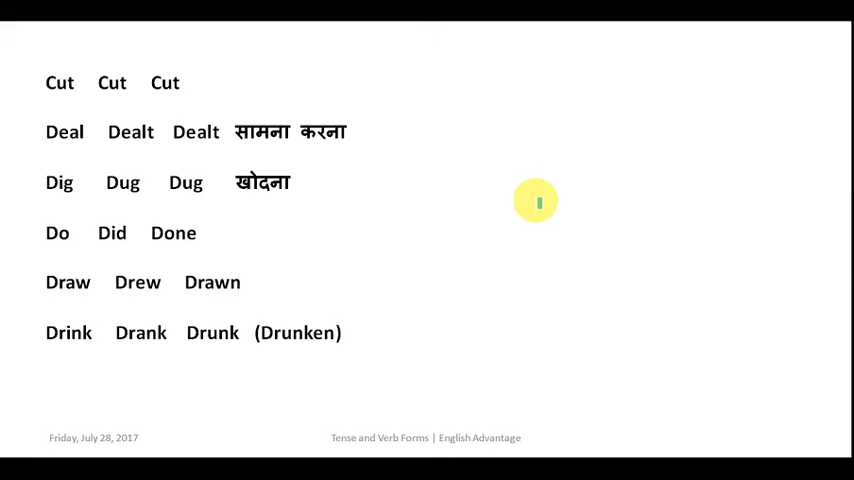 Cut Cut Cut
Deal Dealt Dealt सामना करना
Dig Dug Dug खोदना
Do Did Done
Draw Drew Drawn
Drink Drank Drunk (Drunken)
Friday, July 28, 2017 Tense and Verb Forms | English Advantage